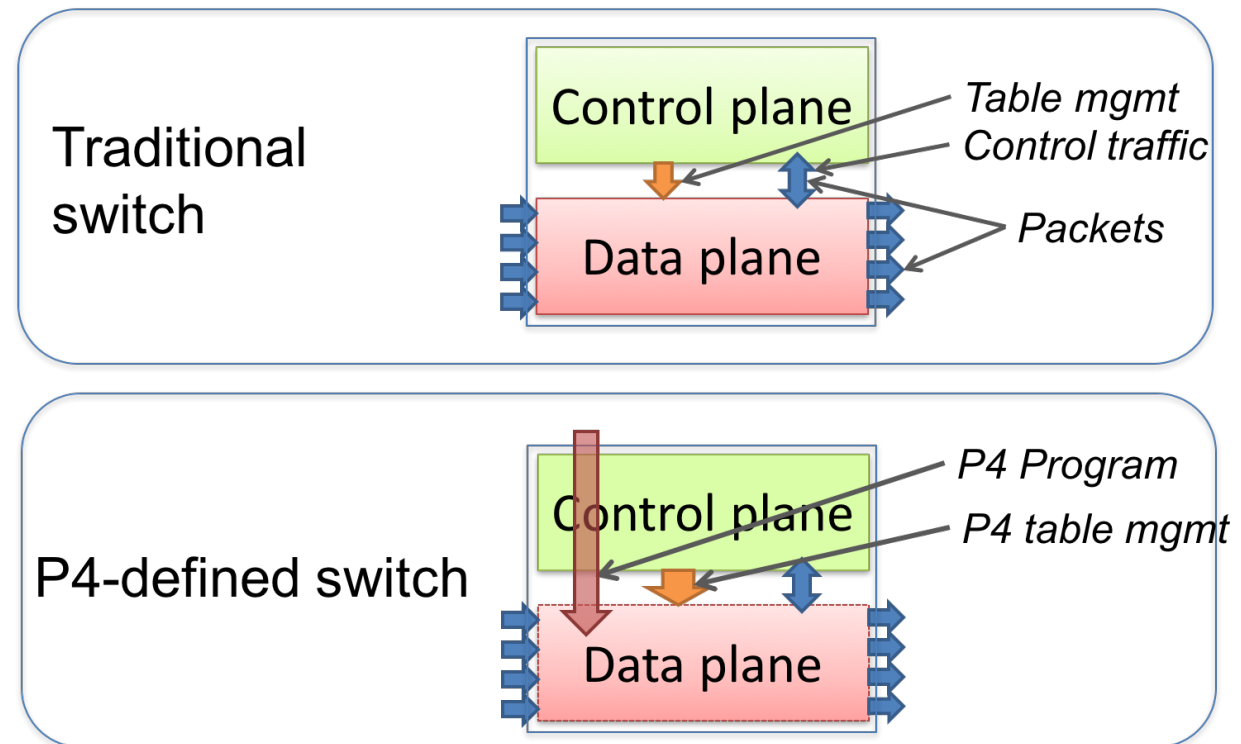 Traditional
switch
Control plane
Data plane
Table mgmt
Control traffic
Packets
P4-defined switch
Control plane
Data plane
P4 Program
P4 table mgmt